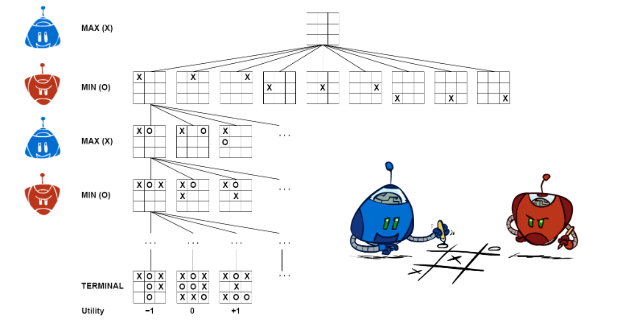 MAX (X)
MIN (O) X X X X X X X X X
MAX (X) X O X O X
O
MIN (O) X O X X O X O
X X
... ... ... ...
X O X X O X X O X
TERMINAL O X O O X X
O X X O X O O
Utility −1 0 +1